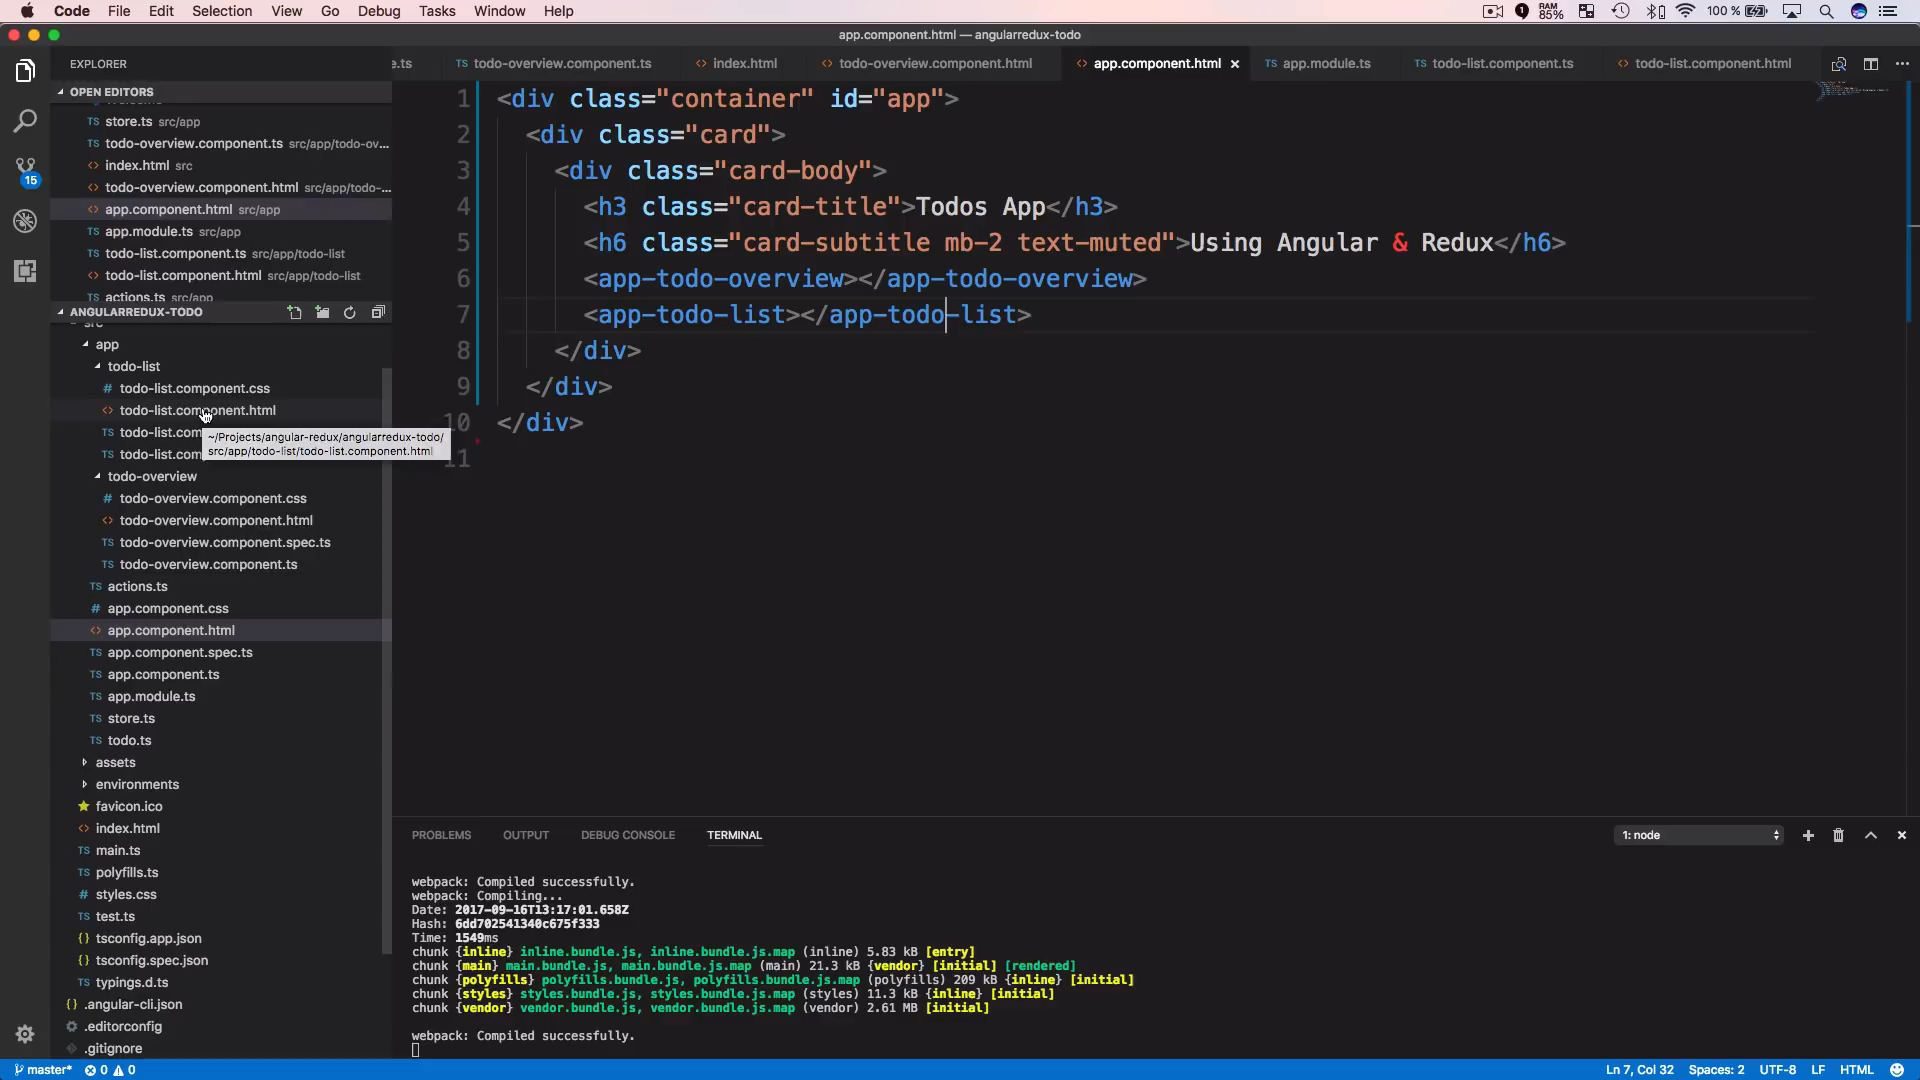 Code File Edit Selection View Go Debug Tasks Window Help
RAM 85% 100 %
app.component.html — angularredux-todo
EXPLORER
e.ts todo-overview.component.ts index.html todo-overview.component.html app.component.html app.module.ts todo-list.component.ts todo-list.component.html
OPEN EDITORS
store.ts src/app
todo-overview.component.ts src/app/todo-ov...
index.html src
todo-overview.component.html src/app/todo-...
app.component.html src/app
app.module.ts src/app
todo-list.component.ts src/app/todo-list
todo-list.component.html src/app/todo-list
actions.ts src/app
ANGULARREDUX-TODO
src
app
todo-list
todo-list.component.css
todo-list.component.html
todo-list.com
todo-list.com
~/Projects/angular-redux/angularredux-todo/
src/app/todo-list/todo-list.component.html
todo-overview
todo-overview.component.css
todo-overview.component.html
todo-overview.component.spec.ts
todo-overview.component.ts
actions.ts
app.component.css
app.component.html
app.component.spec.ts
app.component.ts
app.module.ts
store.ts
todo.ts
assets
environments
favicon.ico
index.html
main.ts
polyfills.ts
styles.css
test.ts
tsconfig.app.json
tsconfig.spec.json
typings.d.ts
.angular-cli.json
.editorconfig
.gitignore
15
1 <div class="container" id="app">
2 <div class="card">
3 <div class="card-body">
4 <h3 class="card-title">Todos App</h3>
5 <h6 class="card-subtitle mb-2 text-muted">Using Angular & Redux</h6>
6 <app-todo-overview></app-todo-overview>
7 <app-todo-list></app-todo-list>
8 </div>
9 </div>
10 </div>
11
PROBLEMS OUTPUT DEBUG CONSOLE TERMINAL 1: node
webpack: Compiled successfully.
webpack: Compiling...
Date: 2017-09-16T13:17:01.658Z
Hash: 6dd702541340c675f333
Time: 1549ms
chunk {inline} inline.bundle.js, inline.bundle.js.map (inline) 5.83 kB [entry]
chunk {main} main.bundle.js, main.bundle.js.map (main) 21.3 kB {vendor} [initial] [rendered]
chunk {polyfills} polyfills.bundle.js, polyfills.bundle.js.map (polyfills) 209 kB {inline} [initial]
chunk {styles} styles.bundle.js, styles.bundle.js.map (styles) 11.3 kB {inline} [initial]
chunk {vendor} vendor.bundle.js, vendor.bundle.js.map (vendor) 2.61 MB [initial]
webpack: Compiled successfully.
master* 0 0 Ln 7, Col 32 Spaces: 2 UTF-8 LF HTML